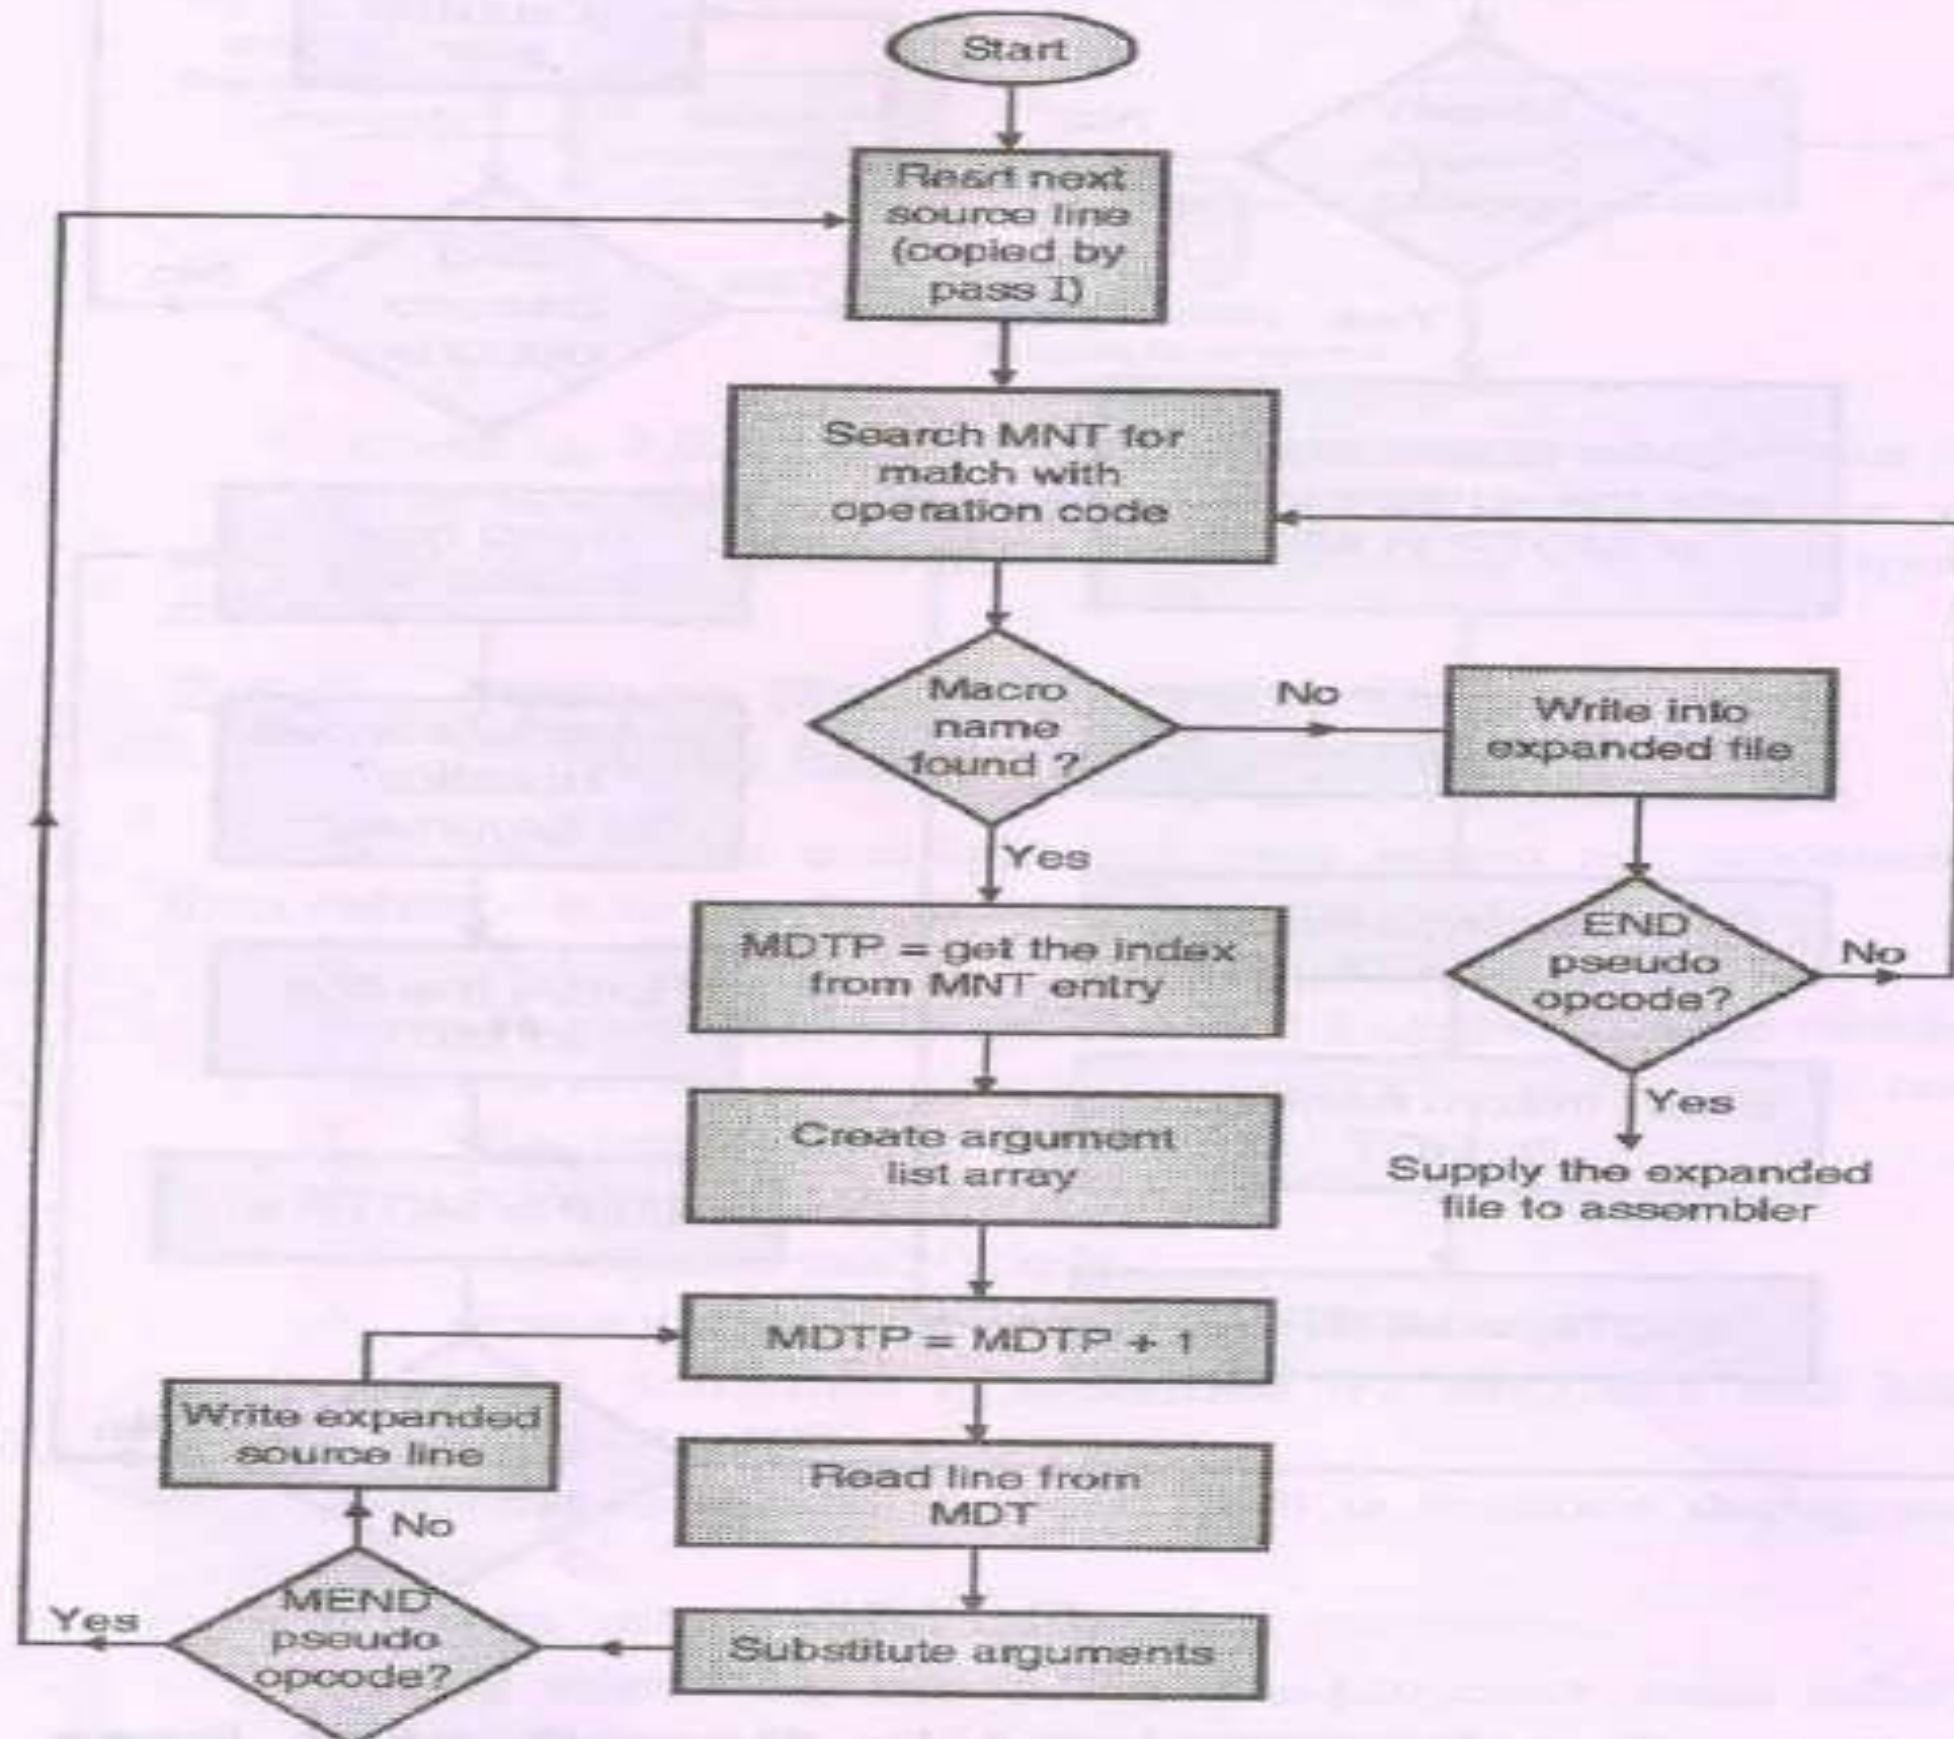 Start
Read next
source line
(copied by
pass I)
Search MNT for
match with
operation code
Macro
name
found ?
No
Write into
expanded file
Yes
END
pseudo
opcode?
No
Yes
Supply the expanded
file to assembler
MDTP = get the index
from MNT entry
Create argument
list array
MDTP = MDTP + 1
Write expanded
source line
Read line from
MDT
No
MEND
pseudo
opcode?
Yes
Substitute arguments